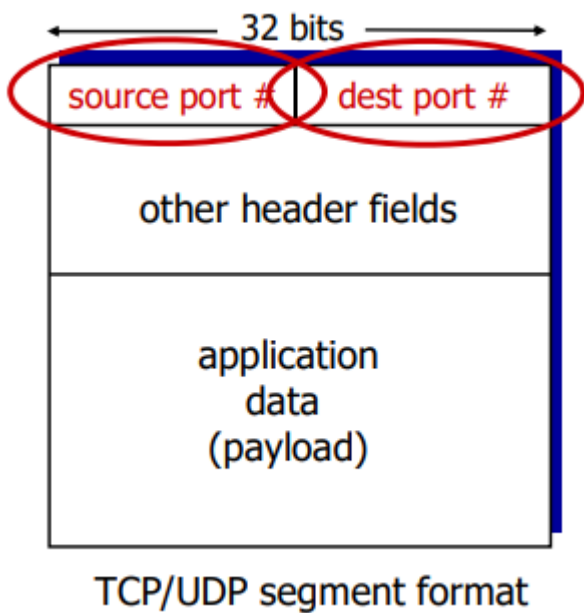 32 bits
source port # dest port #
other header fields
application
data
(payload)
TCP/UDP segment format